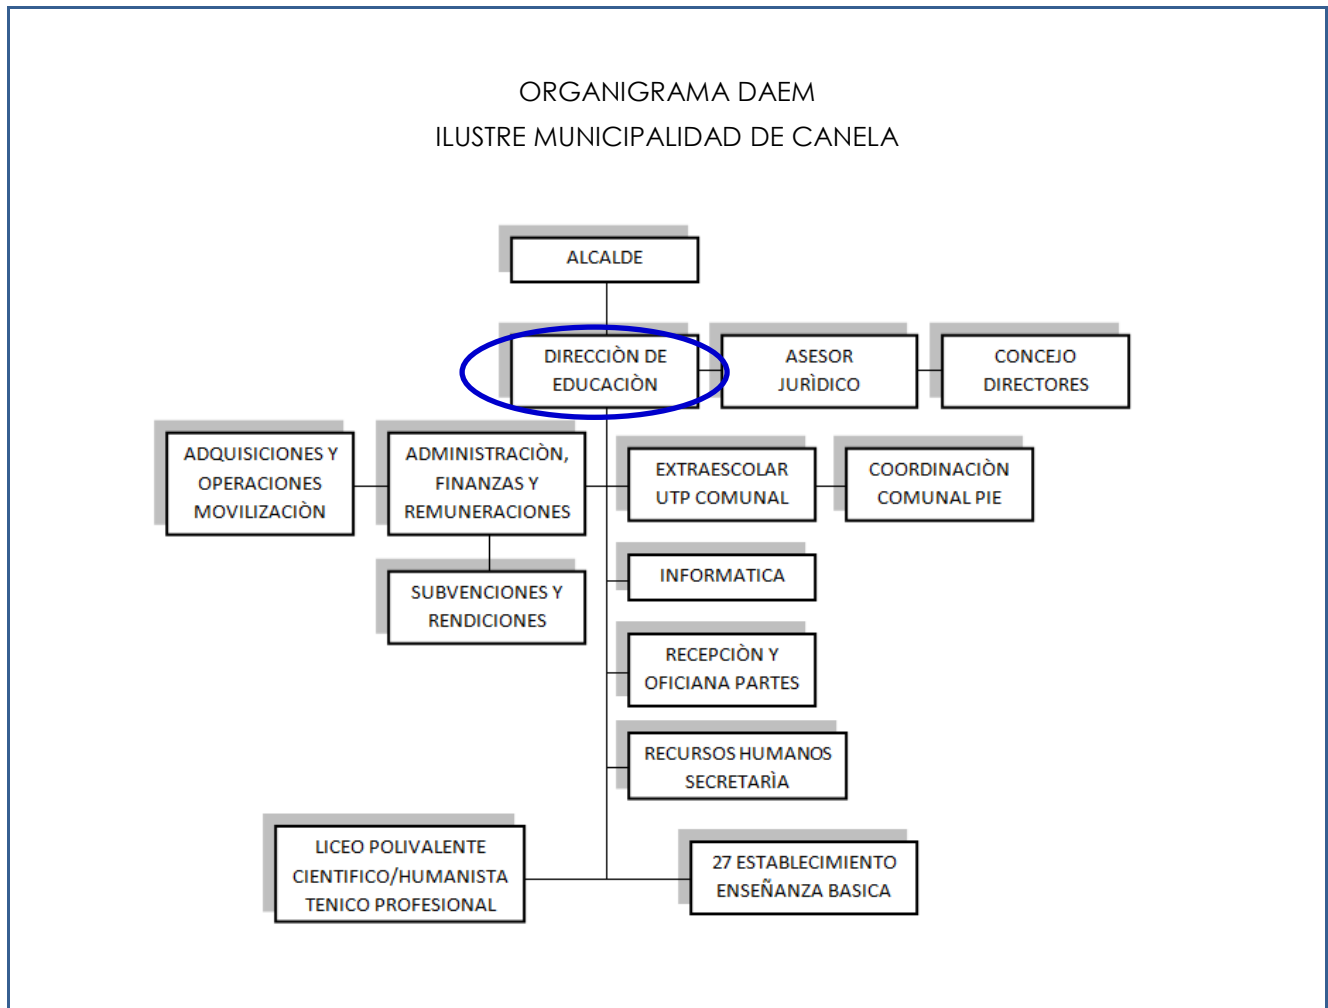 ORGANIGRAMA DAEM
ILUSTRE MUNICIPALIDAD DE CANELA
ALCALDE
DIRECCIÒN DE
EDUCACIÒN
ASESOR
JURÌDICO
CONCEJO
DIRECTORES
ADQUISICIONES Y
OPERACIONES
MOVILIZACIÒN
ADMINISTRACIÒN,
FINANZAS Y
REMUNERACIONES
EXTRAESCOLAR
UTP COMUNAL
COORDINACIÒN
COMUNAL PIE
SUBVENCIONES Y
RENDICIONES
INFORMATICA
RECEPCIÒN Y
OFICIANA PARTES
RECURSOS HUMANOS
SECRETARÌA
LICEO POLIVALENTE
CIENTIFICO/HUMANISTA
TENICO PROFESIONAL
27 ESTABLECIMIENTO
ENSEÑANZA BASICA